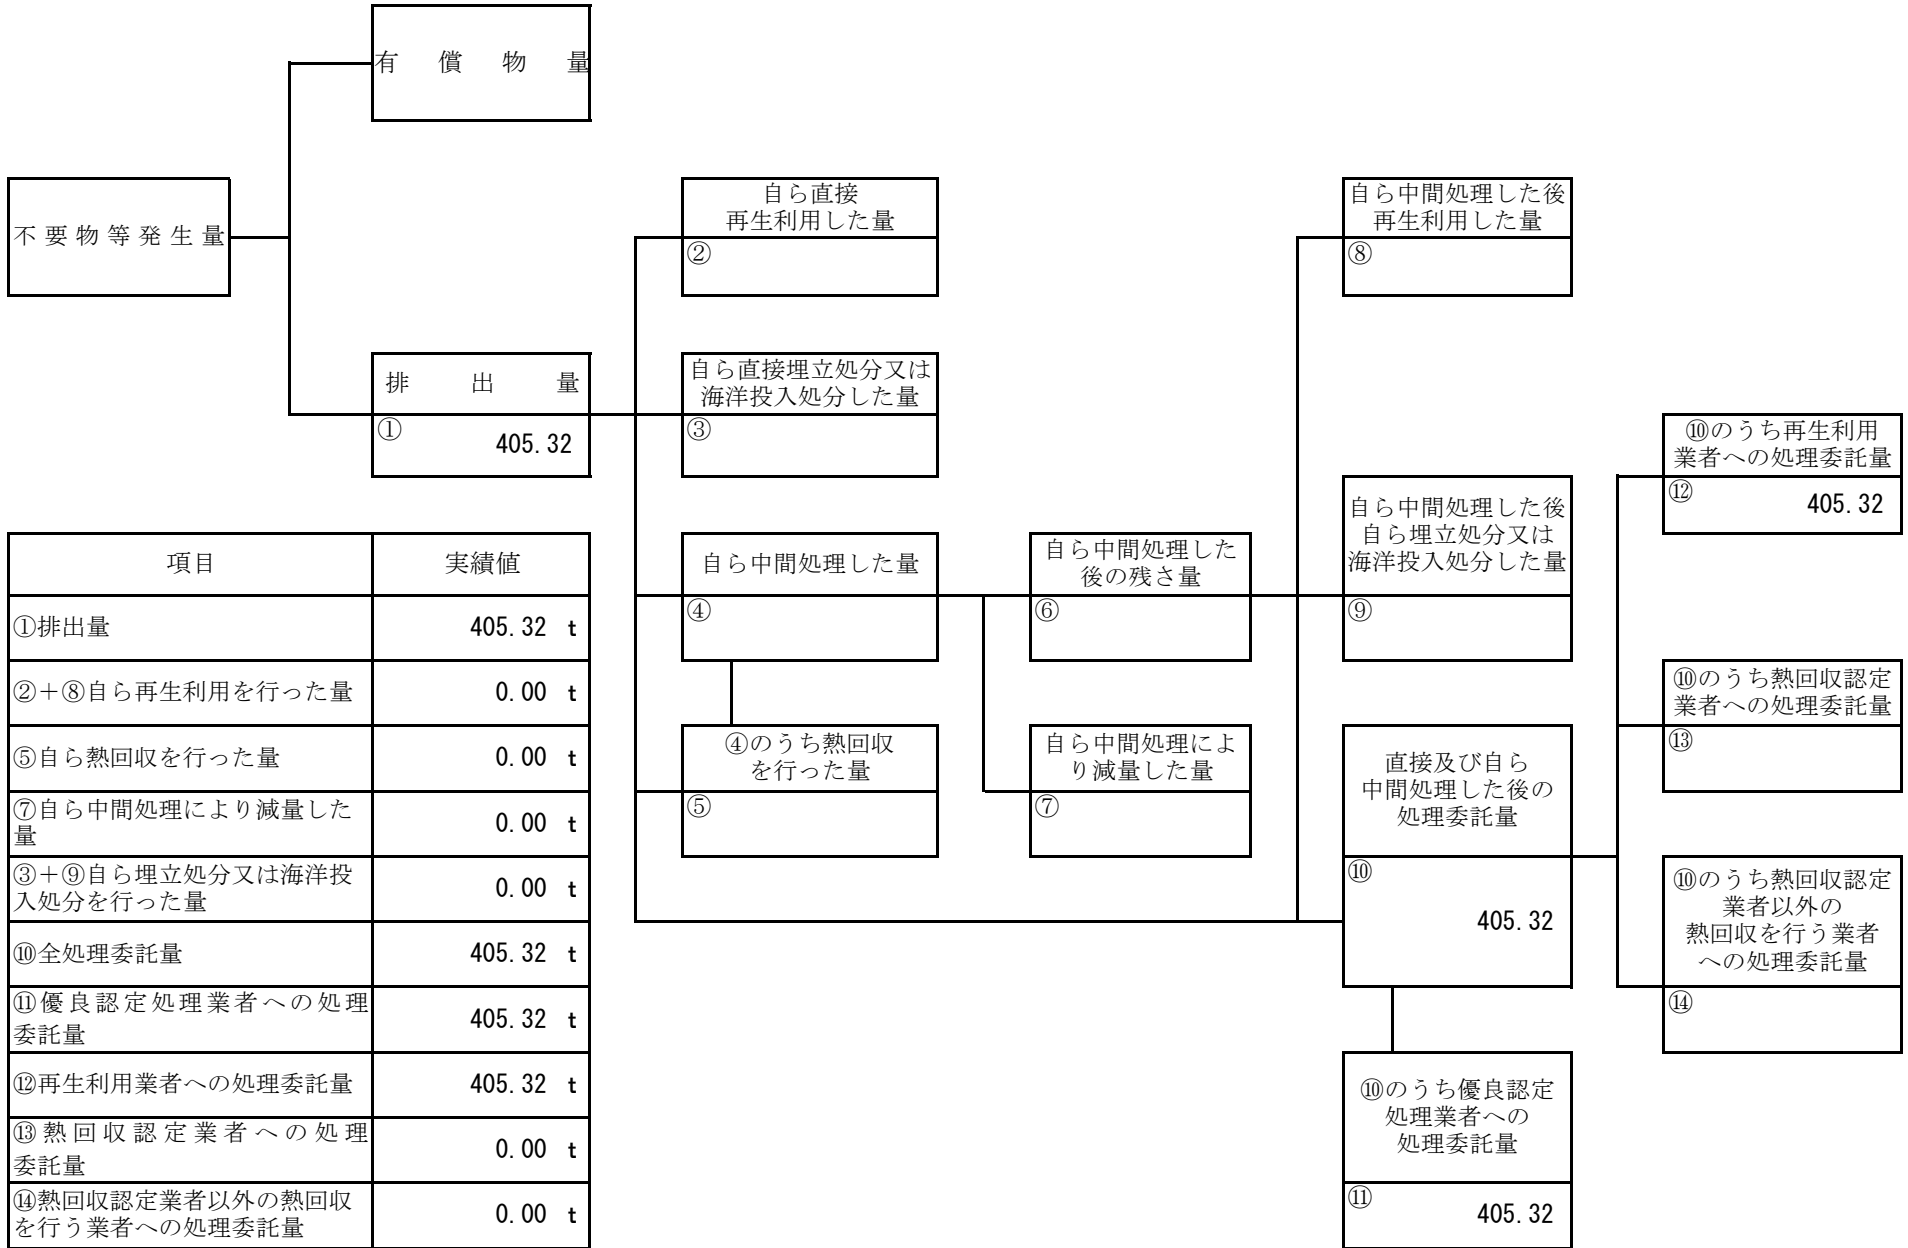 有償物量
不要物等発生量
排出量
①
405.32
自ら直接
再生利用した量
②
自ら直接埋立処分又は
海洋投入処分した量
③
自ら中間処理した量
④
④のうち熱回収
を行った量
⑤
自ら中間処理した
後の残さ量
⑥
自ら中間処理によ
り減量した量
⑦
自ら中間処理した後
再生利用した量
⑧
自ら中間処理した後
自ら埋立処分又は
海洋投入処分した量
⑨
直接及び自ら
中間処理した後の
処理委託量
⑩
405.32
⑩のうち優良認定
処理業者への
処理委託量
⑪
405.32
⑩のうち再生利用
業者への処理委託量
⑫
405.32
⑩のうち熱回収認定
業者への処理委託量
⑬
⑩のうち熱回収認定
業者以外の
熱回収を行う業者
への処理委託量
⑭
項目 実績値
①排出量 405.32 t
②＋⑧自ら再生利用を行った量 0.00 t
⑤自ら熱回収を行った量 0.00 t
⑦自ら中間処理により減量した
量 0.00 t
③＋⑨自ら埋立処分又は海洋投
入処分を行った量 0.00 t
⑩全処理委託量 405.32 t
⑪優良認定処理業者への処理
委託量 405.32 t
⑫再生利用業者への処理委託量 405.32 t
⑬熱回収認定業者への処理
委託量 0.00 t
⑭熱回収認定業者以外の熱回収
を行う業者への処理委託量 0.00 t